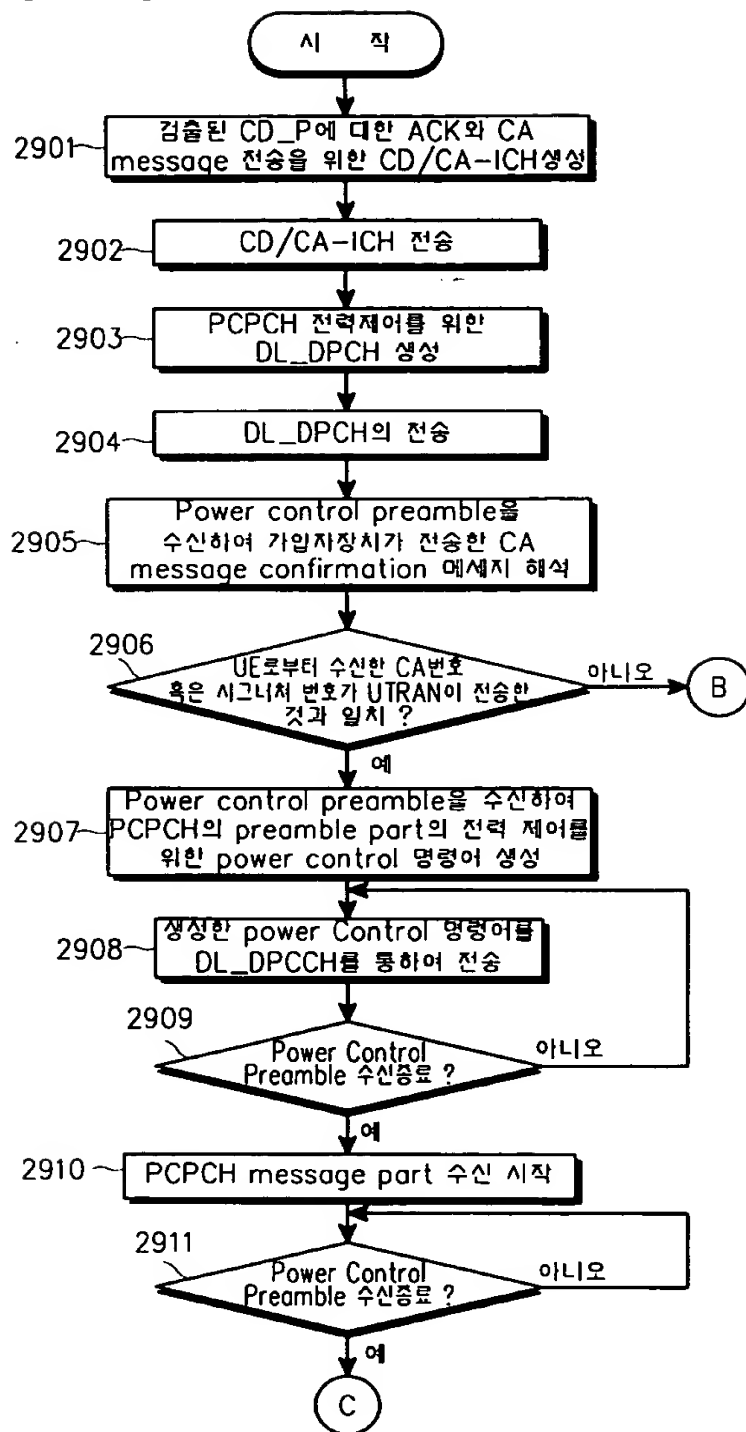 시 작
2901
검출된 CD_P에 대한 ACK와 CA
message 전송을 위한 CD/CA-ICH생성
2902
CD/CA-ICH 전송
2903
PCPCH 전력제어를 위한
DL_DPCH 생성
2904
DL_DPCH의 전송
2905
Power control preamble을
수신하여 가입자장치가 전송한 CA
message confirmation 메세지 해석
2906
UE로부터 수신한 CA번호
혹은 시그너쳐 번호가 UTRAN이 전송한
것과 일치 ?
아니오
B
예
2907
Power control preamble을 수신하여
PCPCH의 preamble part의 전력 제어를
위한 power control 명령어 생성
2908
생성한 power Control 명령어를
DL_DPCCH를 통하여 전송
2909
Power Control
Preamble 수신종료 ?
아니오
예
2910
PCPCH message part 수신 시작
2911
Power Control
Preamble 수신종료 ?
아니오
예
C